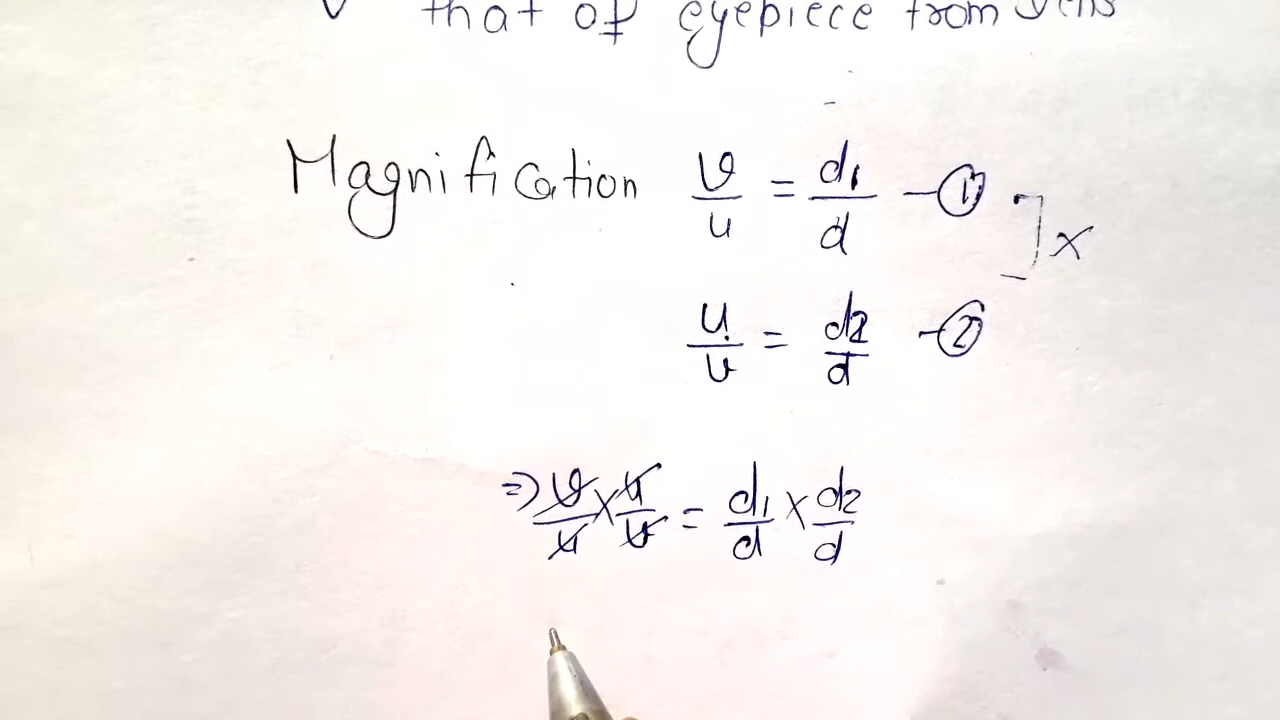 that of eyepiece from lens
Magnification v/u = d1/d —①
] ×
u/v = d2/d —②
⇒ v/u × u/v = d1/d × d2/d